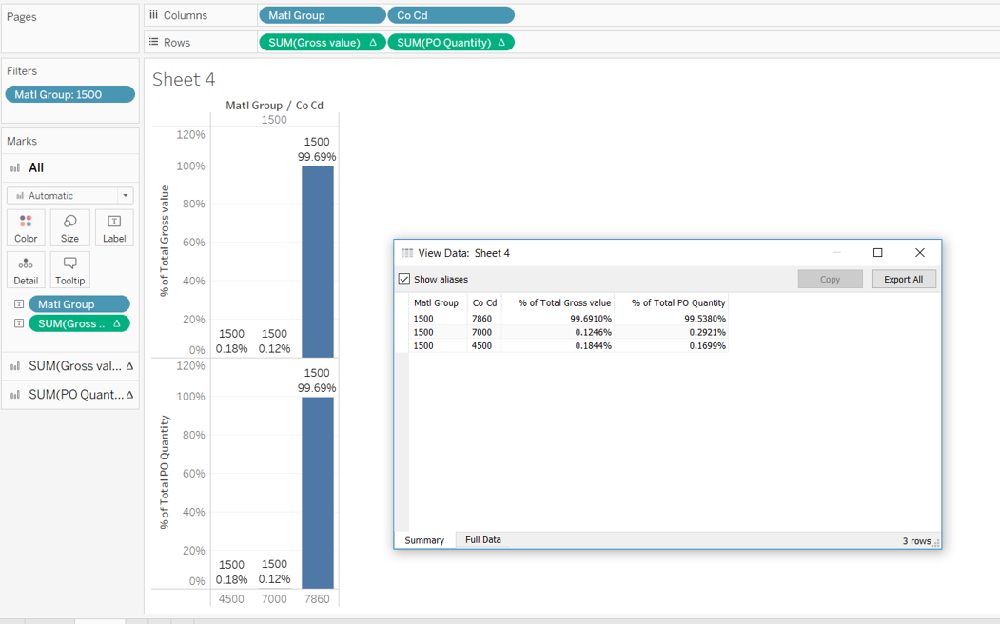 Pages
Columns
Matl Group
Co Cd
Rows
SUM(Gross value) Δ
SUM(PO Quantity) Δ
Filters
Matl Group: 1500
Marks
All
Automatic
Color
Size
Label
Detail
Tooltip
Matl Group
SUM(Gross .. Δ
SUM(Gross val... Δ
SUM(PO Quant... Δ
Sheet 4
Matl Group / Co Cd
1500
% of Total Gross value
120%
100%
80%
60%
40%
20%
0%
1500
0.18%
1500
0.12%
1500
99.69%
% of Total PO Quantity
120%
100%
80%
60%
40%
20%
0%
1500
0.18%
1500
0.12%
1500
99.69%
4500 7000 7860
View Data: Sheet 4
Show aliases
Copy
Export All
Matl Group Co Cd % of Total Gross value % of Total PO Quantity
1500 7860 99.6910% 99.5380%
1500 7000 0.1246% 0.2921%
1500 4500 0.1844% 0.1699%
Summary
Full Data
3 rows